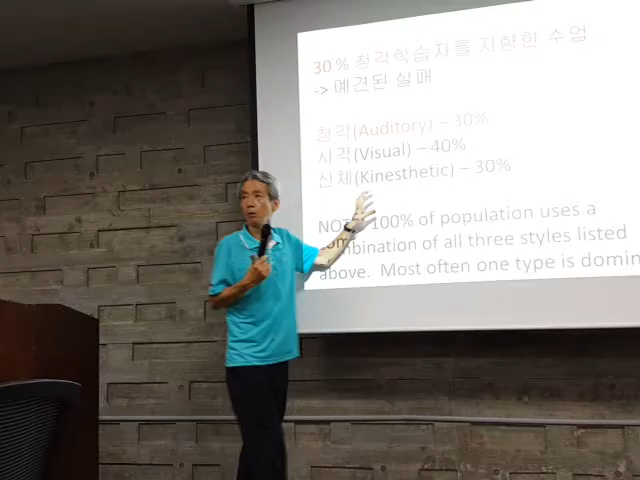 30 % 청각학습자를 지향한 수업
-> 예견된 실패
청각(Auditory) – 30%
시각(Visual) – 40%
신체(Kinesthetic) – 30%
100% of population uses a
of all three styles listed
above. Most often one type is